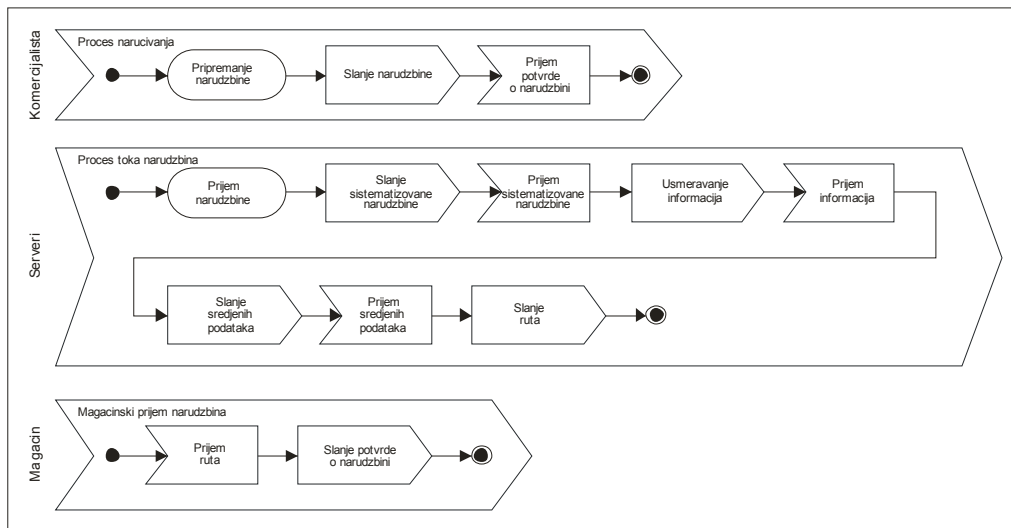 Komercijalista
Proces narucivanja
Pripremanje
narudzbine
Slanje narudzbine
Prijem
potvrde
o narudzbini
Serveri
Proces toka narudzbina
Prijem
narudzbine
Slanje
sistematizovane
narudzbine
Prijem
sistematizovane
narudzbine
Usmeravanje
informacija
Prijem
informacija
Slanje
sredjenih
podataka
Prijem
sredjenih
podataka
Slanje
ruta
Magacin
Magacinski prijem narudzbina
Prijem
ruta
Slanje potvrde
o narudzbini